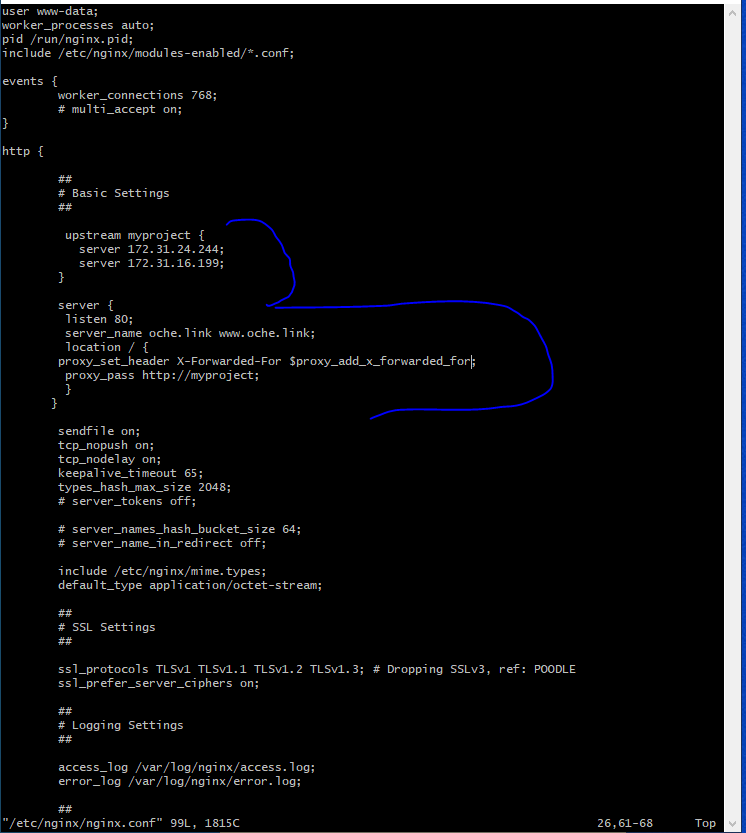 user www-data;
worker_processes auto;
pid /run/nginx.pid;
include /etc/nginx/modules-enabled/*.conf;
events {
worker_connections 768;
# multi_accept on;
}
http {
##
# Basic Settings
##
upstream myproject {
server 172.31.24.244;
server 172.31.16.199;
}
server {
listen 80;
server_name oche.link www.oche.link;
location / {
proxy_set_header X-Forwarded-For $proxy_add_x_forwarded_for;
proxy_pass http://myproject;
}
}
sendfile on;
tcp_nopush on;
tcp_nodelay on;
keepalive_timeout 65;
types_hash_max_size 2048;
# server_tokens off;
# server_names_hash_bucket_size 64;
# server_name_in_redirect off;
include /etc/nginx/mime.types;
default_type application/octet-stream;
##
# SSL Settings
##
ssl_protocols TLSv1 TLSv1.1 TLSv1.2 TLSv1.3; # Dropping SSLv3, ref: POODLE
ssl_prefer_server_ciphers on;
##
# Logging Settings
##
access_log /var/log/nginx/access.log;
error_log /var/log/nginx/error.log;
##
"/etc/nginx/nginx.conf" 99L, 1815C 26,61-68 Top